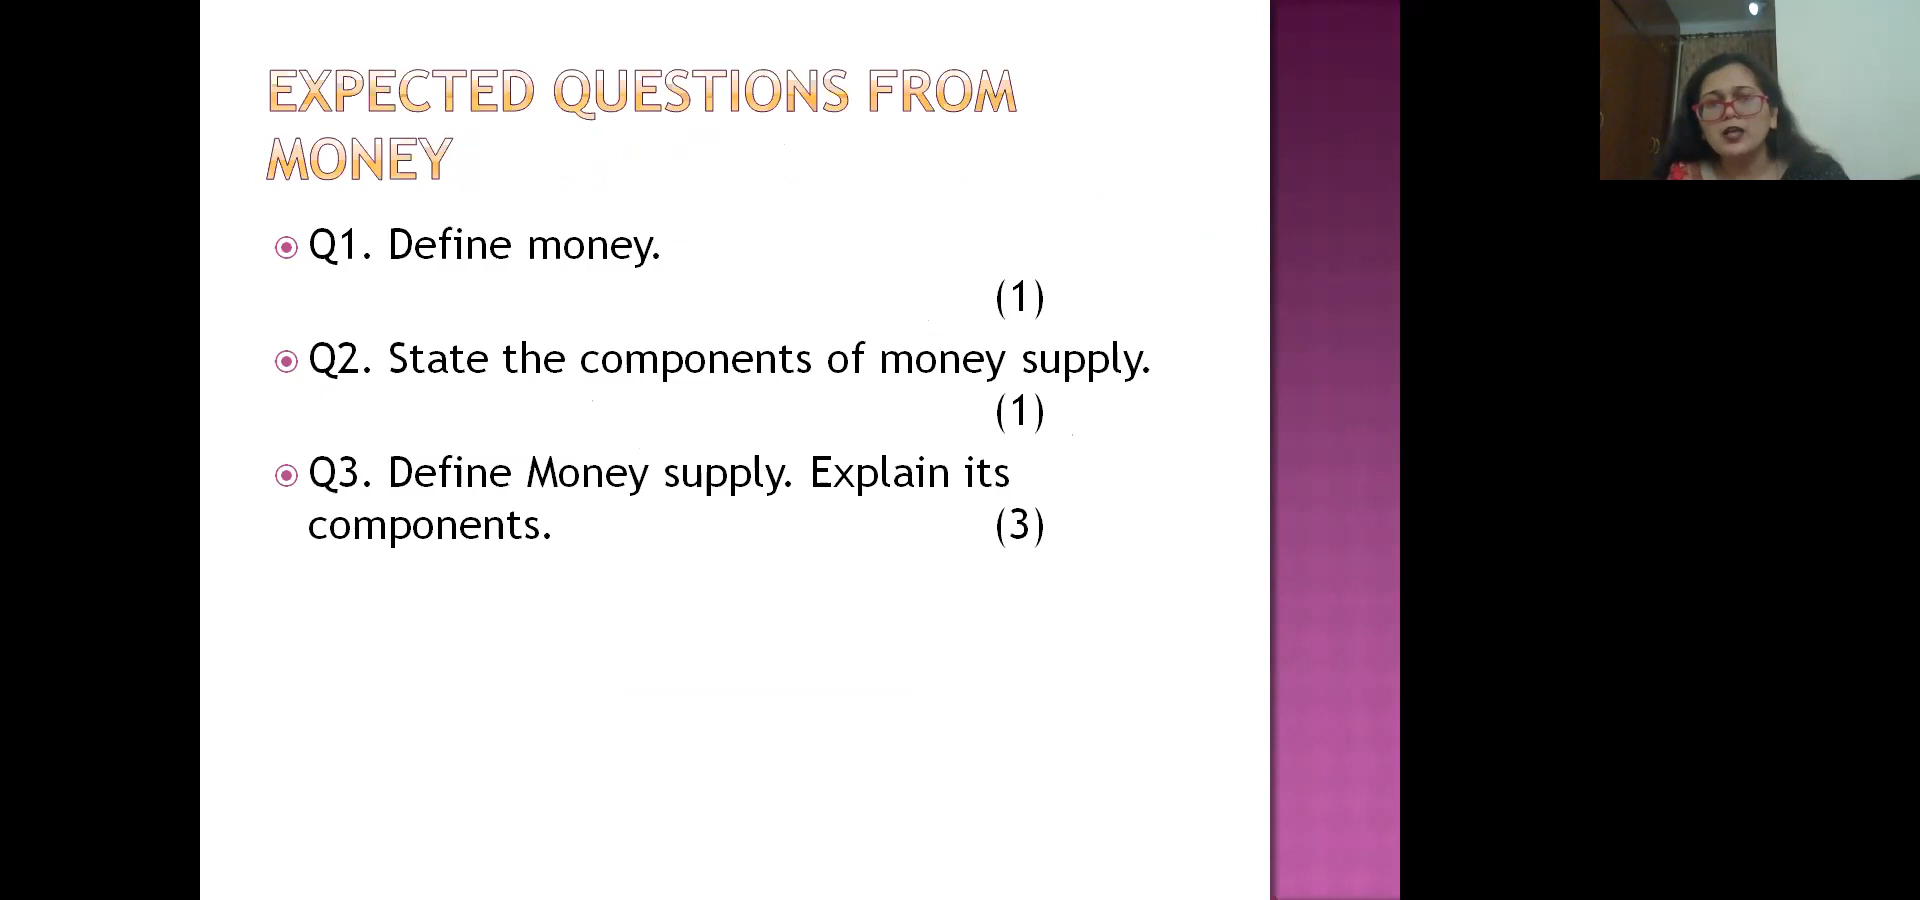 EXPECTED QUESTIONS FROM
MONEY
Q1. Define money.
(1)
Q2. State the components of money supply.
(1)
Q3. Define Money supply. Explain its
components. (3)